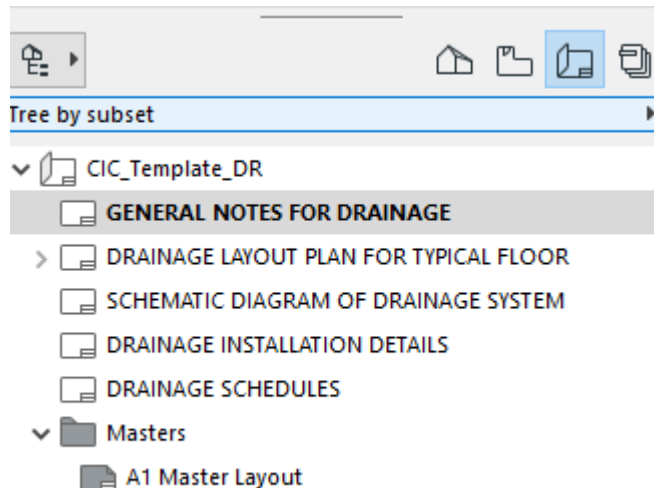 Tree by subset
CIC_Template_DR
GENERAL NOTES FOR DRAINAGE
DRAINAGE LAYOUT PLAN FOR TYPICAL FLOOR
SCHEMATIC DIAGRAM OF DRAINAGE SYSTEM
DRAINAGE INSTALLATION DETAILS
DRAINAGE SCHEDULES
Masters
A1 Master Layout